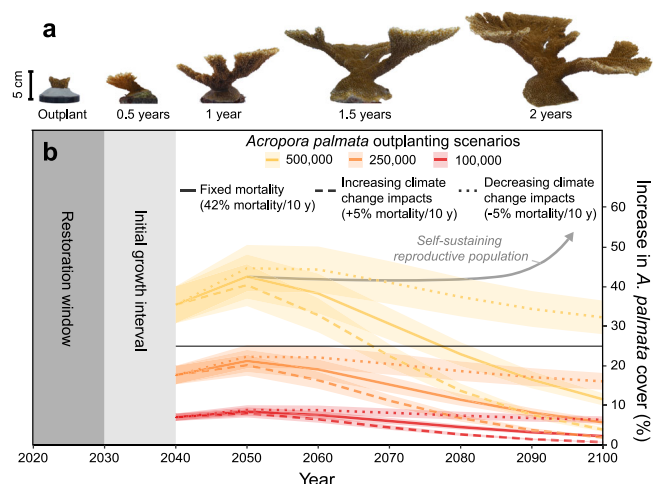 a
5 cm
Outplant
0.5 years
1 year
1.5 years
2 years
b
Acropora palmata outplanting scenarios
500,000
250,000
100,000
Fixed mortality
(42% mortality/10 y)
Increasing climate
change impacts
(+5% mortality/10 y)
Decreasing climate
change impacts
(-5% mortality/10 y)
Self-sustaining
reproductive population
Restoration window
Initial growth interval
60
50
40
30
20
10
0
Increase in A. palmata cover (%)
2020
2030
2040
2050
2060
2070
2080
2090
2100
Year